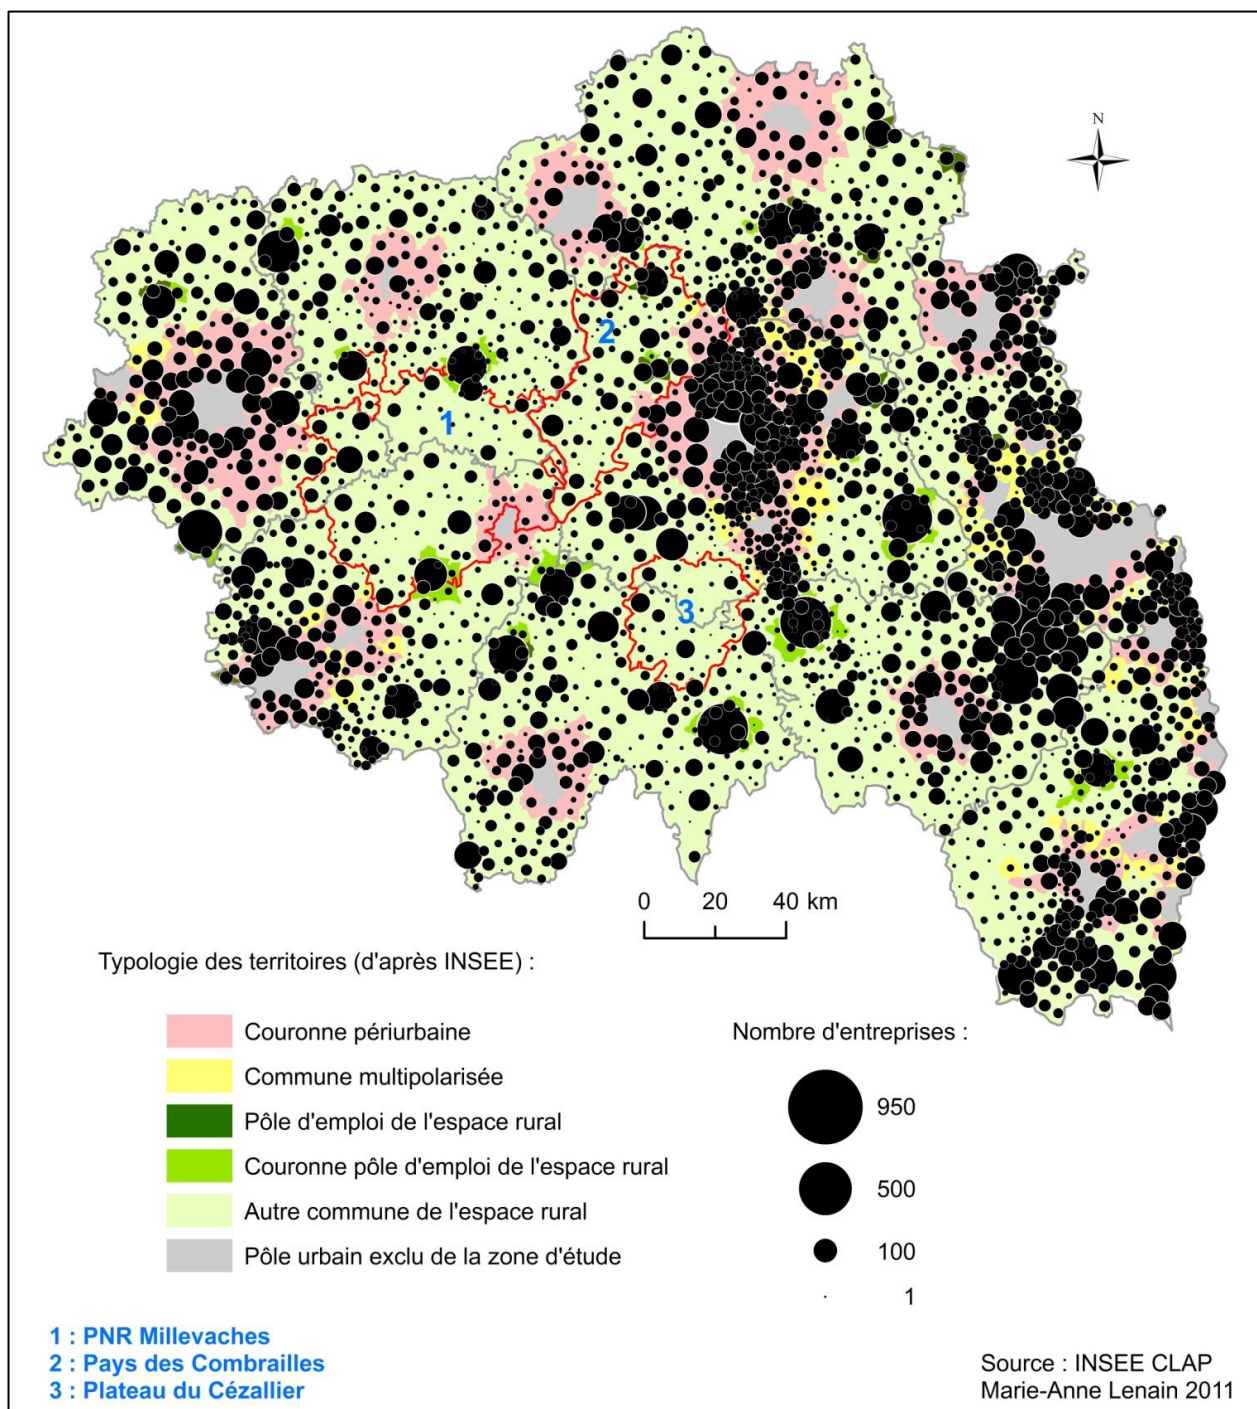 N
1
2
3
0 20 40 km
Typologie des territoires (d'après INSEE) :
Couronne périurbaine
Commune multipolarisée
Pôle d'emploi de l'espace rural
Couronne pôle d'emploi de l'espace rural
Autre commune de l'espace rural
Pôle urbain exclu de la zone d'étude
Nombre d'entreprises :
950
500
100
1
1 : PNR Millevaches
2 : Pays des Combrailles
3 : Plateau du Cézallier
Source : INSEE CLAP
Marie-Anne Lenain 2011